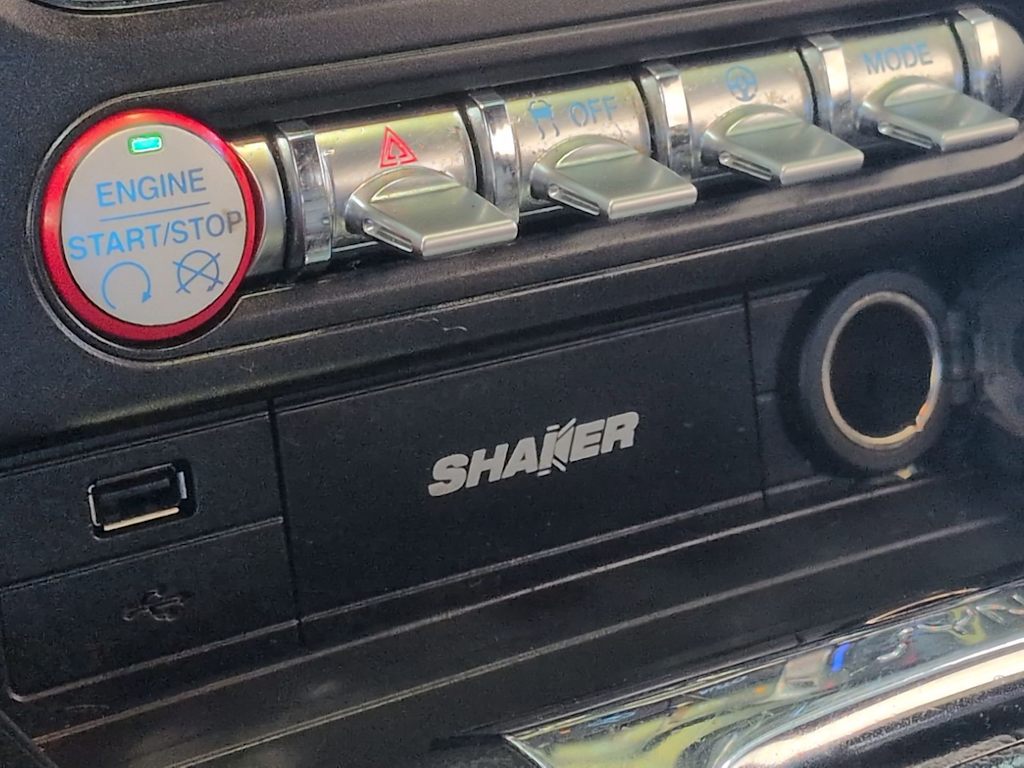 ENGINE
START/STOP
OFF
MODE
SHAKER